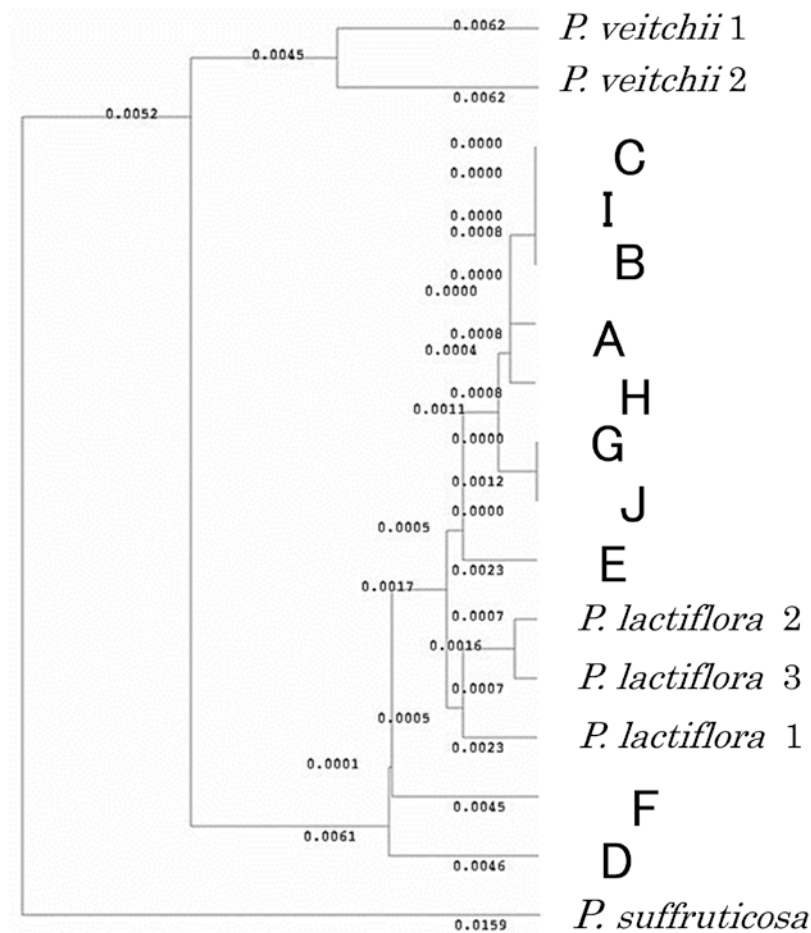 0.0062 P. veitchii 1
0.0045
P. veitchii 2
0.0062
0.0052
0.0000 C
0.0000
I
0.0000
0.0008
B
0.0000
0.0000
0.0008 A
0.0004
0.0008 H
0.0011
0.0000 G
0.0012
0.0000 J
0.0005
0.0023 E
0.0017
0.0007 P. lactiflora 2
0.0016
P. lactiflora 3
0.0007
0.0005
P. lactiflora 1
0.0023
0.0001
0.0045 F
0.0061
0.0046 D
0.0159 P. suffruticosa